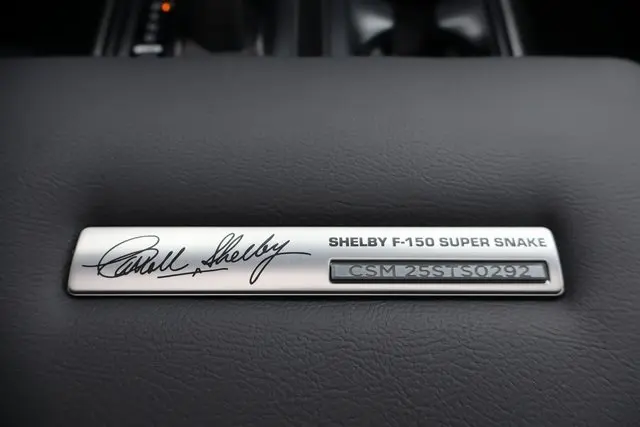 Carroll Shelby
SHELBY F-150 SUPER SNAKE
CSM 25STS0292